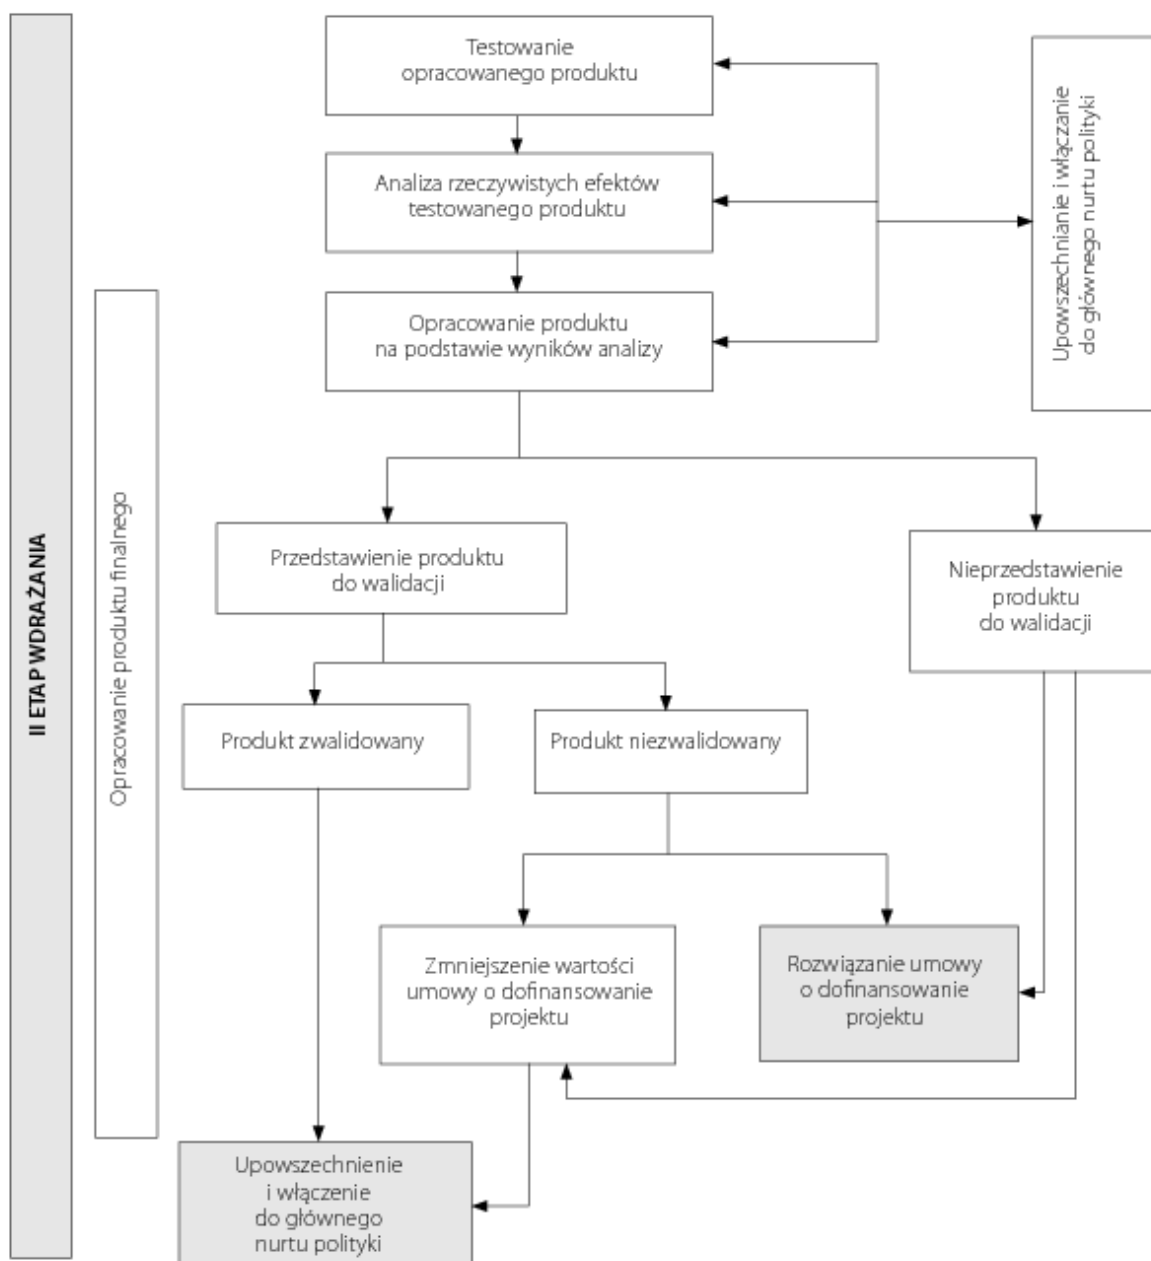 Testowanie
opracowanego produktu
Upowszechnianie i włączanie
do głównego nurtu polityki
Analiza rzeczywistych efektów
testowanego produktu
Opracowanie produktu
na podstawie wyników analizy
II ETAP WDRAŻANIA
Opracowanie produktu finalnego
Przedstawienie produktu
do walidacji
Nieprzedstawienie
produktu
do walidacji
Produkt zwalidowany
Produkt niezwalidowany
Zmniejszenie wartości
umowy o dofinansowanie
projektu
Rozwiązanie umowy
o dofinansowanie
projektu
Upowszechnienie
i włączenie
do głównego
nurtu polityki